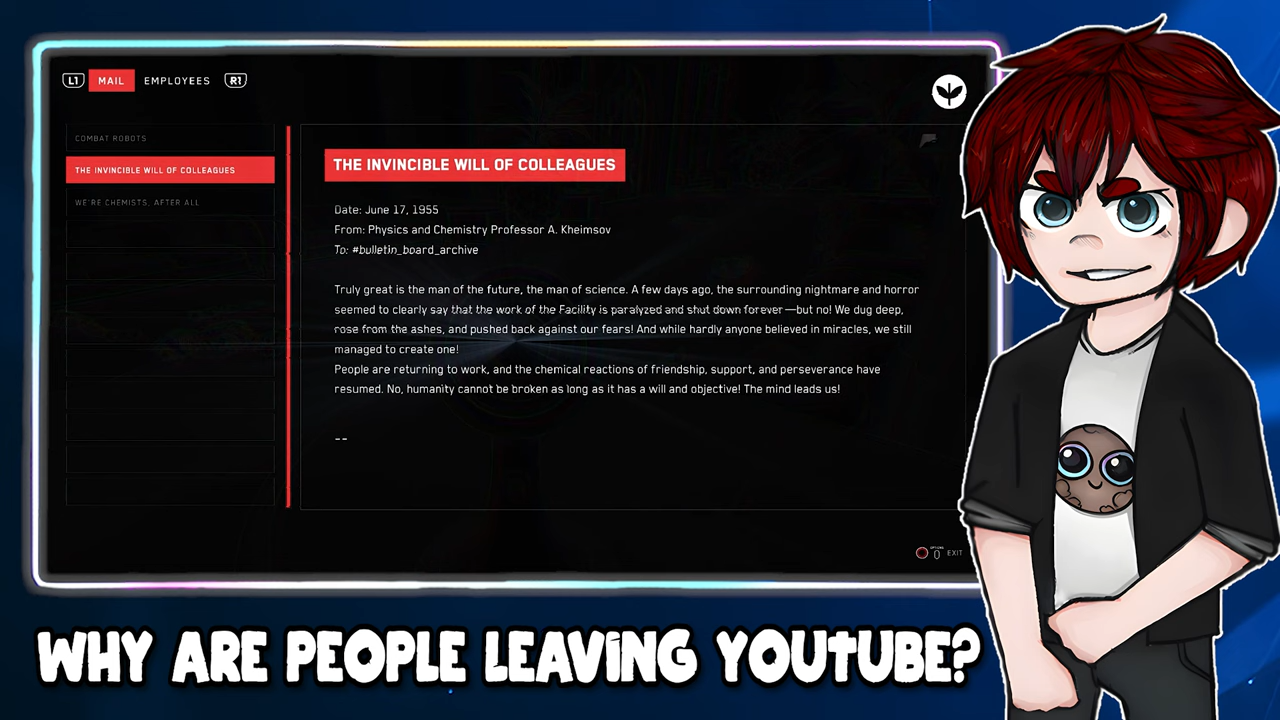 L1 MAIL EMPLOYEES R1
COMBAT ROBOTS
THE INVINCIBLE WILL OF COLLEAGUES
WE'RE CHEMISTS, AFTER ALL
THE INVINCIBLE WILL OF COLLEAGUES
Date: June 17, 1955
From: Physics and Chemistry Professor A. Kheimsov
To: #bulletin_board_archive
Truly great is the man of the future, the man of science. A few days ago, the surrounding nightmare and horror
seemed to clearly say that the work of the Facility is paralyzed and shut down forever—but no! We dug deep,
rose from the ashes, and pushed back against our fears! And while hardly anyone believed in miracles, we still
managed to create one!
People are returning to work, and the chemical reactions of friendship, support, and perseverance have
resumed. No, humanity cannot be broken as long as it has a will and objective! The mind leads us!
--
OPTIONS
EXIT
WHY ARE PEOPLE LEAVING YOUTUBE?